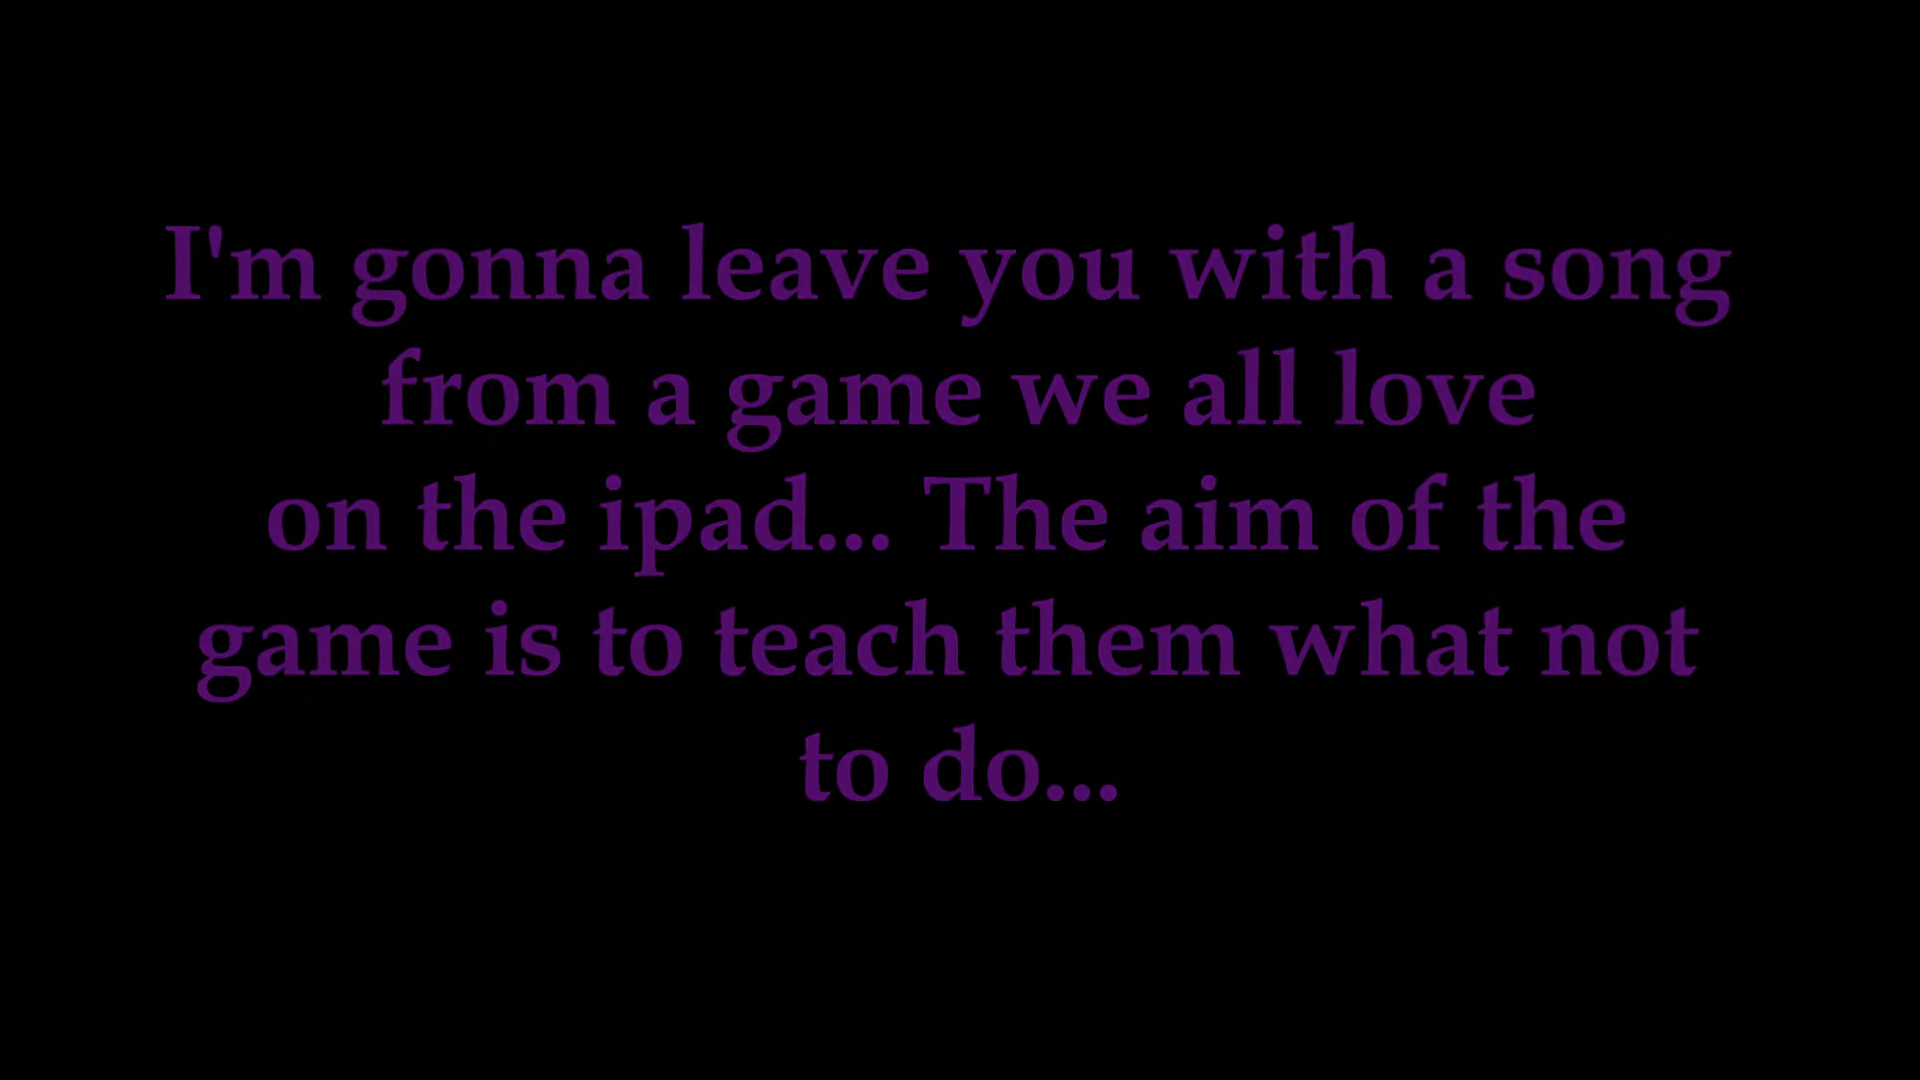 I'm gonna leave you with a song
from a game we all love
on the ipad... The aim of the
game is to teach them what not
to do...